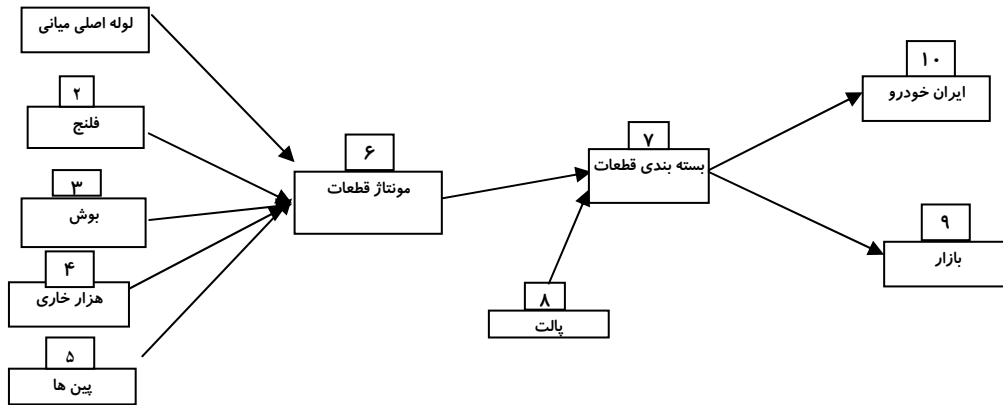 لوله اصلی میانی
۲
فلنج
۳
بوش
۴
هزار خاری
۵
پین ها
۶
مونتاژ قطعات
۷
بسته بندی قطعات
۸
پالت
۱۰
ایران خودرو
۹
بازار